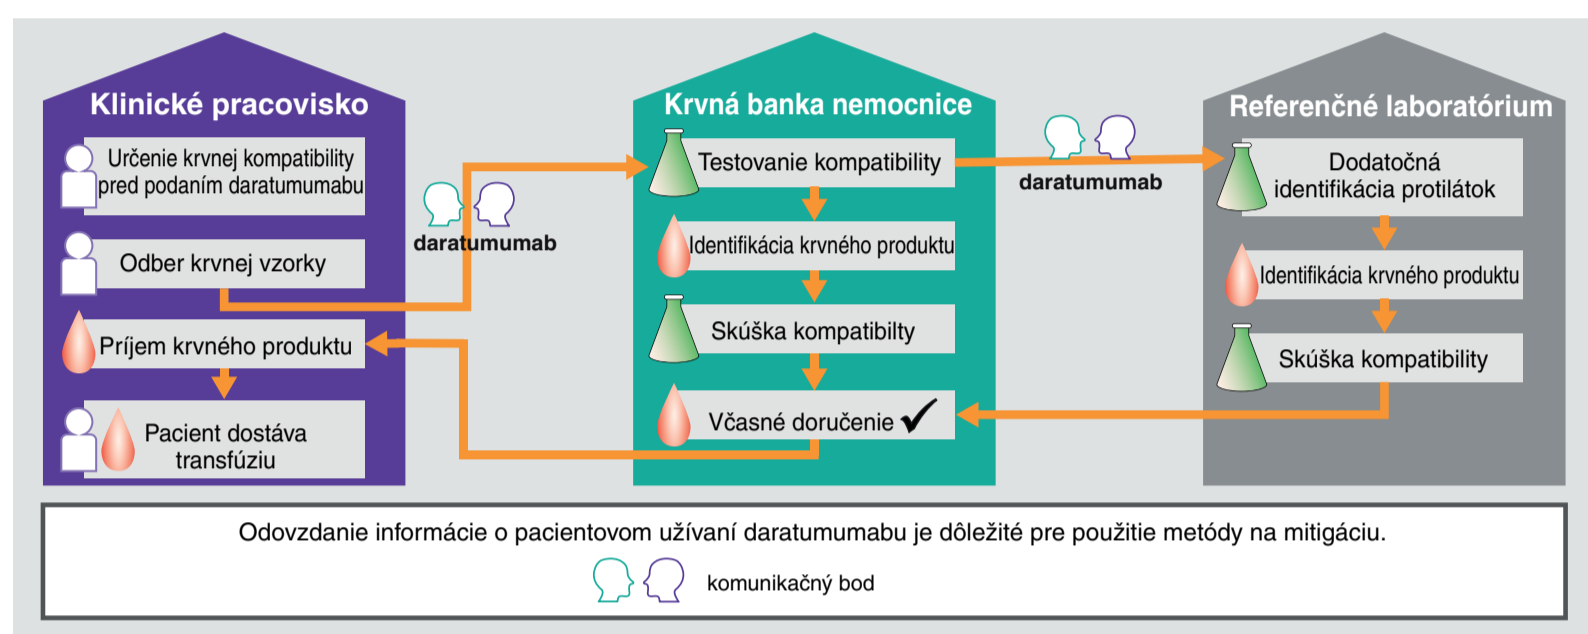 Klinické pracovisko
Určenie krvnej kompatibility
pred podaním daratumumabu
Odber krvnej vzorky
Príjem krvného produktu
Pacient dostáva
transfúziu
daratumumab
Krvná banka nemocnice
Testovanie kompatibility
Identifikácia krvného produktu
Skúška kompatibilty
Včasné doručenie
daratumumab
Referenčné laboratórium
Dodatočná
identifikácia protilátok
Identifikácia krvného produktu
Skúška kompatibility
Odovzdanie informácie o pacientovom užívaní daratumumabu je dôležité pre použitie metódy na mitigáciu.
komunikačný bod